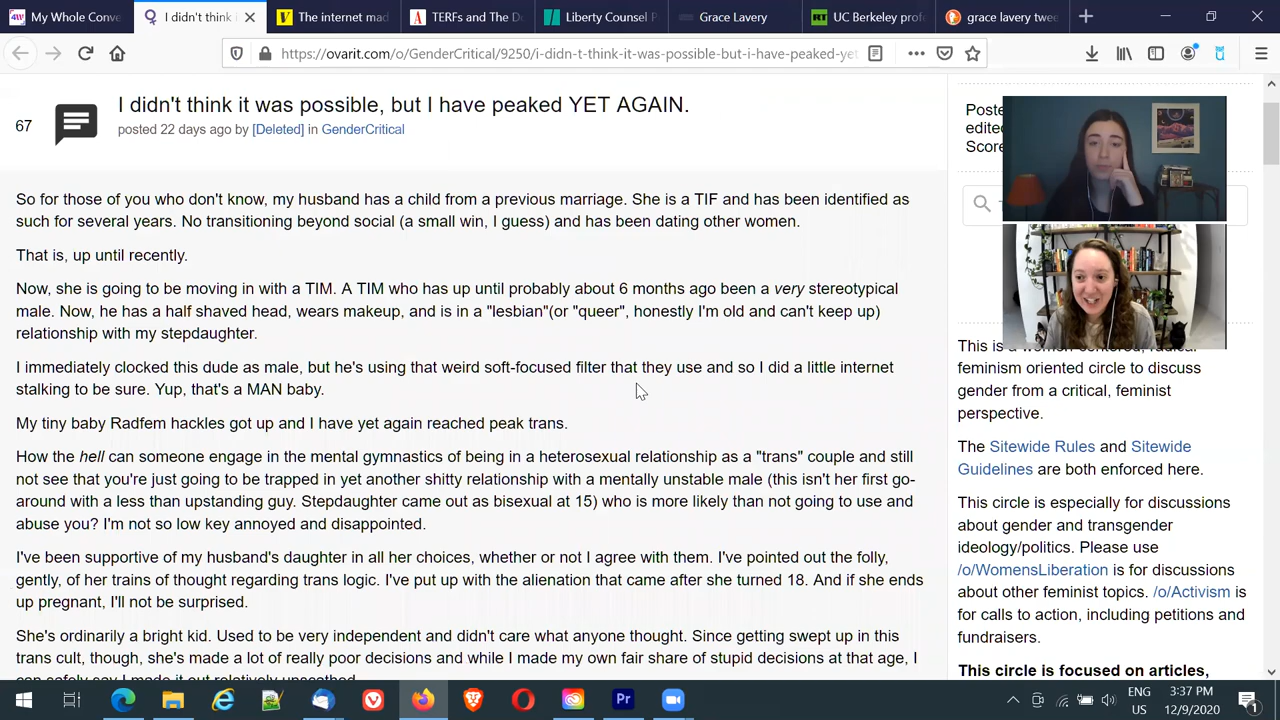 My Whole Conve
I didn't think i
The internet mad
TERFs and The D
Liberty Counsel P
Grace Lavery
RT
UC Berkeley prof
grace lavery twee
https://ovarit.com/o/GenderCritical/9250/i-didn-t-think-it-was-possible-but-i-have-peaked-yet
67
I didn't think it was possible, but I have peaked YET AGAIN.
posted 22 days ago by [Deleted] in GenderCritical
So for those of you who don't know, my husband has a child from a previous marriage. She is a TIF and has been identified as
such for several years. No transitioning beyond social (a small win, I guess) and has been dating other women.
That is, up until recently.
Now, she is going to be moving in with a TIM. A TIM who has up until probably about 6 months ago been a very stereotypical
male. Now, he has a half shaved head, wears makeup, and is in a "lesbian"(or "queer", honestly I'm old and can't keep up)
relationship with my stepdaughter.
I immediately clocked this dude as male, but he's using that weird soft-focused filter that they use and so I did a little internet
stalking to be sure. Yup, that's a MAN baby.
My tiny baby Radfem hackles got up and I have yet again reached peak trans.
How the hell can someone engage in the mental gymnastics of being in a heterosexual relationship as a "trans" couple and still
not see that you're just going to be trapped in yet another shitty relationship with a mentally unstable male (this isn't her first go-
around with a less than upstanding guy. Stepdaughter came out as bisexual at 15) who is more likely than not going to use and
abuse you? I'm not so low key annoyed and disappointed.
I've been supportive of my husband's daughter in all her choices, whether or not I agree with them. I've pointed out the folly,
gently, of her trains of thought regarding trans logic. I've put up with the alienation that came after she turned 18. And if she ends
up pregnant, I'll not be surprised.
She's ordinarily a bright kid. Used to be very independent and didn't care what anyone thought. Since getting swept up in this
trans cult, though, she's made a lot of really poor decisions and while I made my own fair share of stupid decisions at that age, I
can safely say I made it out relatively unscathed
Poste
edite
Score
This is a women-centered, radical
feminism oriented circle to discuss
gender from a critical, feminist
perspective.
The Sitewide Rules and Sitewide
Guidelines are both enforced here.
This circle is especially for discussions
about gender and transgender
ideology/politics. Please use
/o/WomensLiberation is for discussions
about other feminist topics. /o/Activism is
for calls to action, including petitions and
fundraisers.
This circle is focused on articles,
Pr
ENG
US
3:37 PM
12/9/2020
1